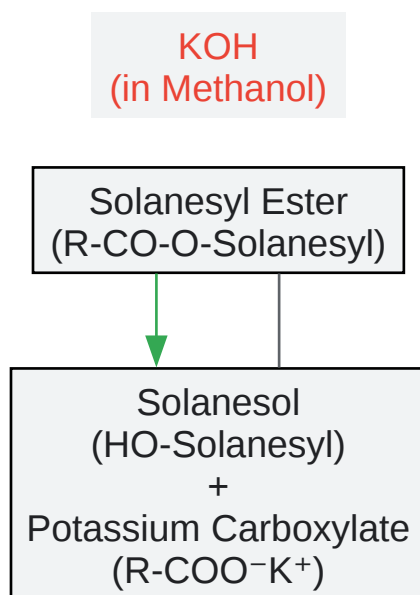 KOH
(in Methanol)
Solanesyl Ester
(R-CO-O-Solanesyl)
Solanesol
(HO-Solanesyl)
+
Potassium Carboxylate
(R-COO⁻K⁺)